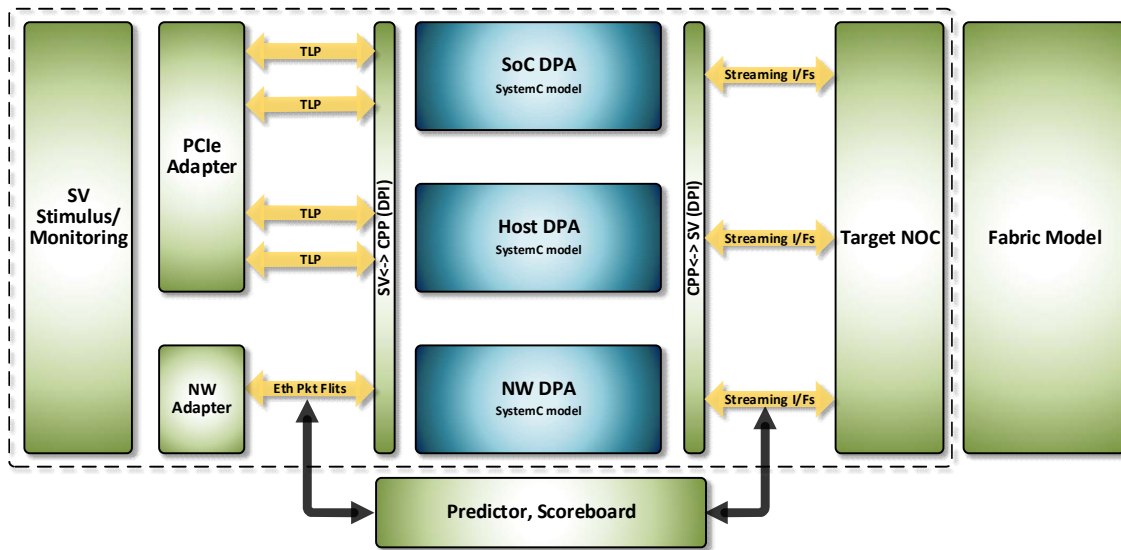 SV
Stimulus/
Monitoring
PCIe
Adapter
NW
Adapter
TLP
TLP
TLP
TLP
Eth Pkt Flits
SV<-> CPP (DPI)
SoC DPA
SystemC model
Host DPA
SystemC model
NW DPA
SystemC model
CPP<-> SV (DPI)
Streaming I/Fs
Streaming I/Fs
Streaming I/Fs
Target NOC
Fabric Model
Predictor, Scoreboard